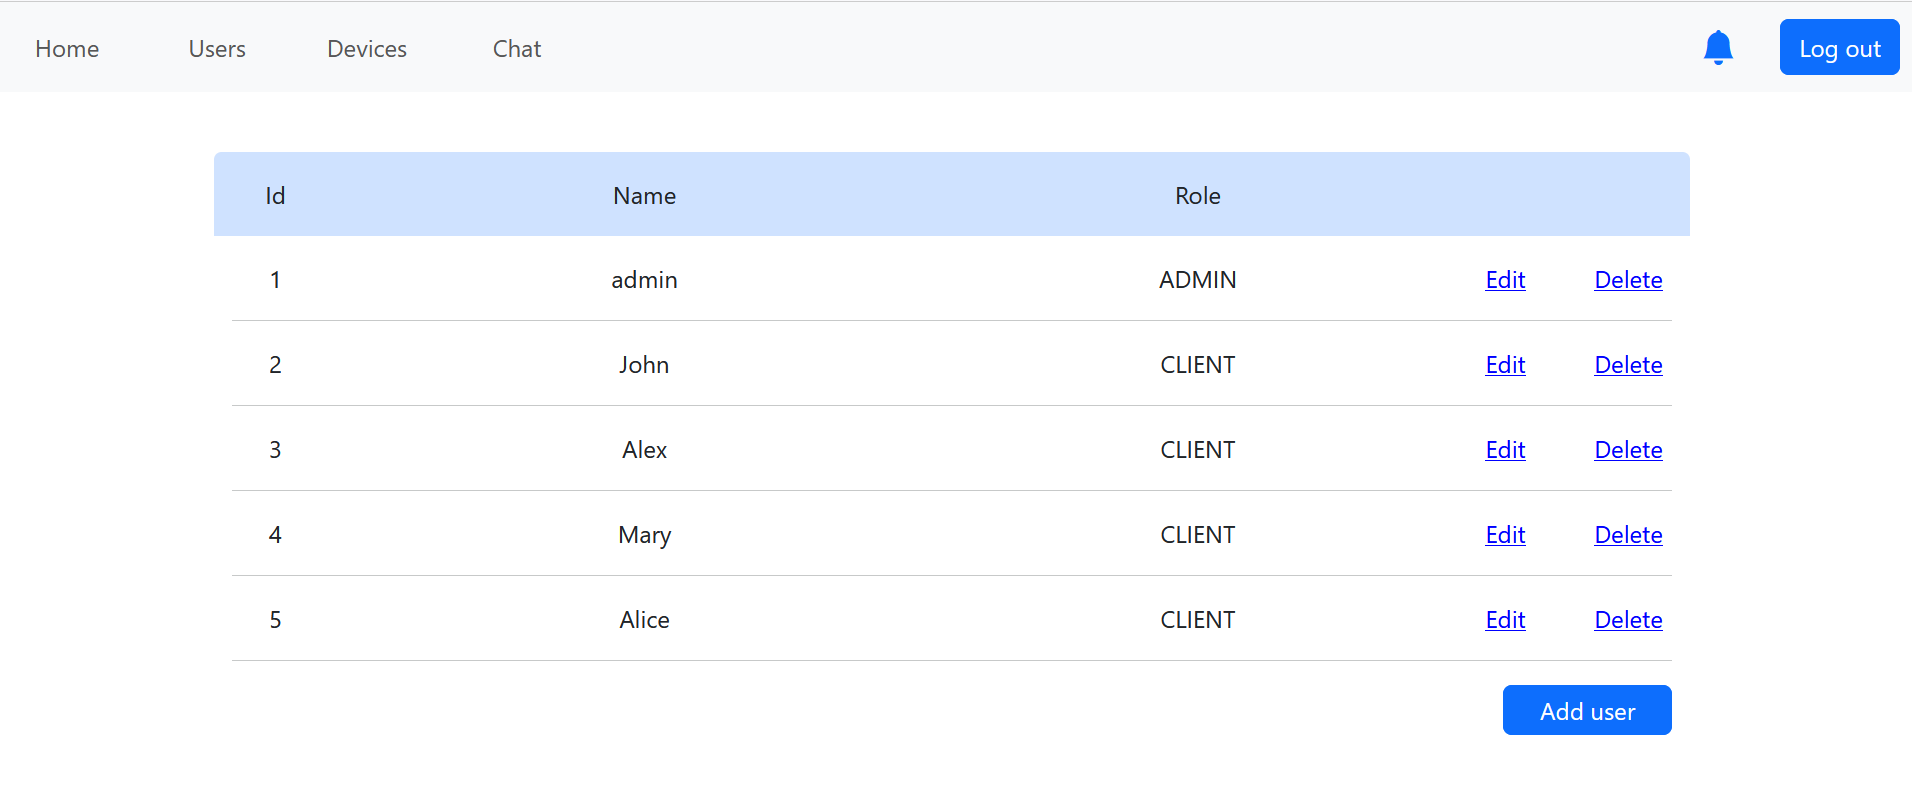 Home Users Devices Chat Log out
Id Name Role
1 admin ADMIN Edit Delete
2 John CLIENT Edit Delete
3 Alex CLIENT Edit Delete
4 Mary CLIENT Edit Delete
5 Alice CLIENT Edit Delete
Add user